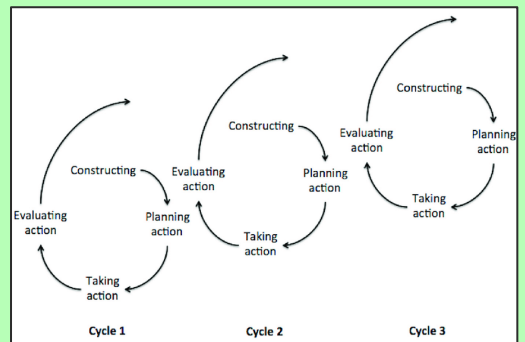 Constructing
Planning
action
Taking
action
Evaluating
action
Cycle 1
Constructing
Planning
action
Taking
action
Evaluating
action
Cycle 2
Constructing
Planning
action
Taking
action
Evaluating
action
Cycle 3